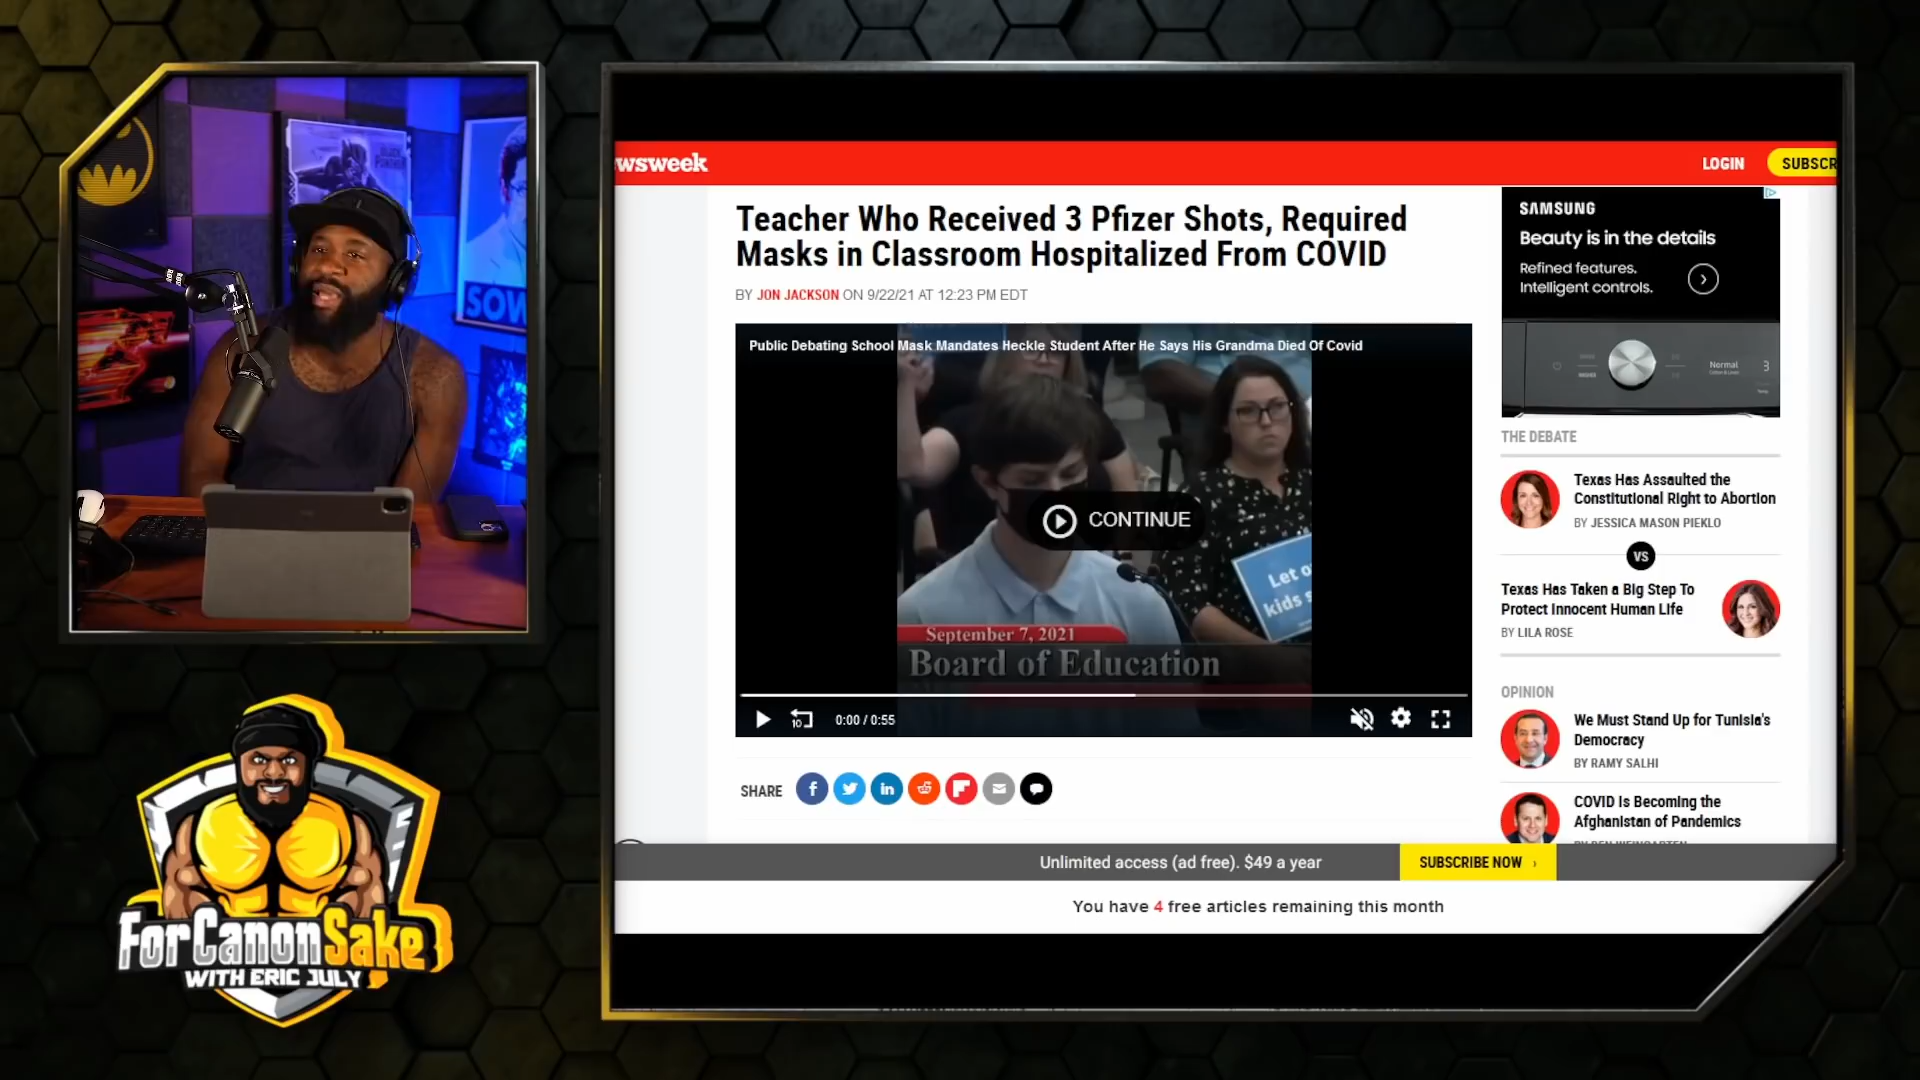 SOW
ForCanonSake
WITH ERIC JULY
wsweek
LOGIN
SUBSCR
Teacher Who Received 3 Pfizer Shots, Required
Masks in Classroom Hospitalized From COVID
BY JON JACKSON ON 9/22/21 AT 12:23 PM EDT
Public Debating School Mask Mandates Heckle Student After He Says His Grandma Died Of Covid
CONTINUE
Let o
kids s
September 7, 2021
Board of Education
10
0:00 / 0:55
SHARE
SAMSUNG
Beauty is in the details
Refined features.
Intelligent controls.
Normal
THE DEBATE
Texas Has Assaulted the
Constitutional Right to Abortion
BY JESSICA MASON PIEKLO
VS
Texas Has Taken a Big Step To
Protect Innocent Human Life
BY LILA ROSE
OPINION
We Must Stand Up for Tunisia's
Democracy
BY RAMY SALHI
COVID Is Becoming the
Afghanistan of Pandemics
Unlimited access (ad free). $49 a year
SUBSCRIBE NOW ›
You have 4 free articles remaining this month